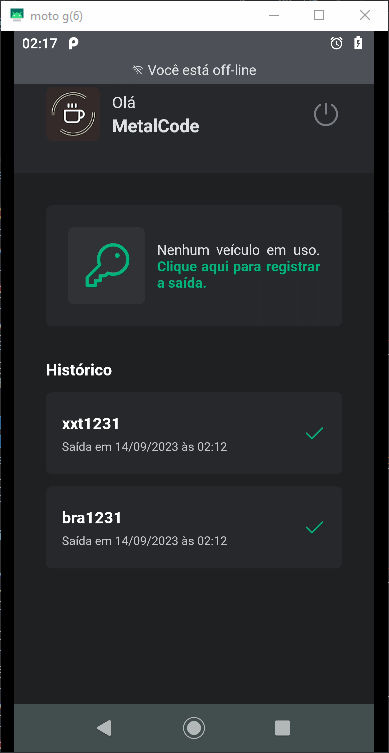 moto g(6)
02:17
Você está off-line
Olá
MetalCode
Nenhum veículo em uso.
Clique aqui para registrar
a saída.
Histórico
xxt1231
Saída em 14/09/2023 às 02:12
bra1231
Saída em 14/09/2023 às 02:12